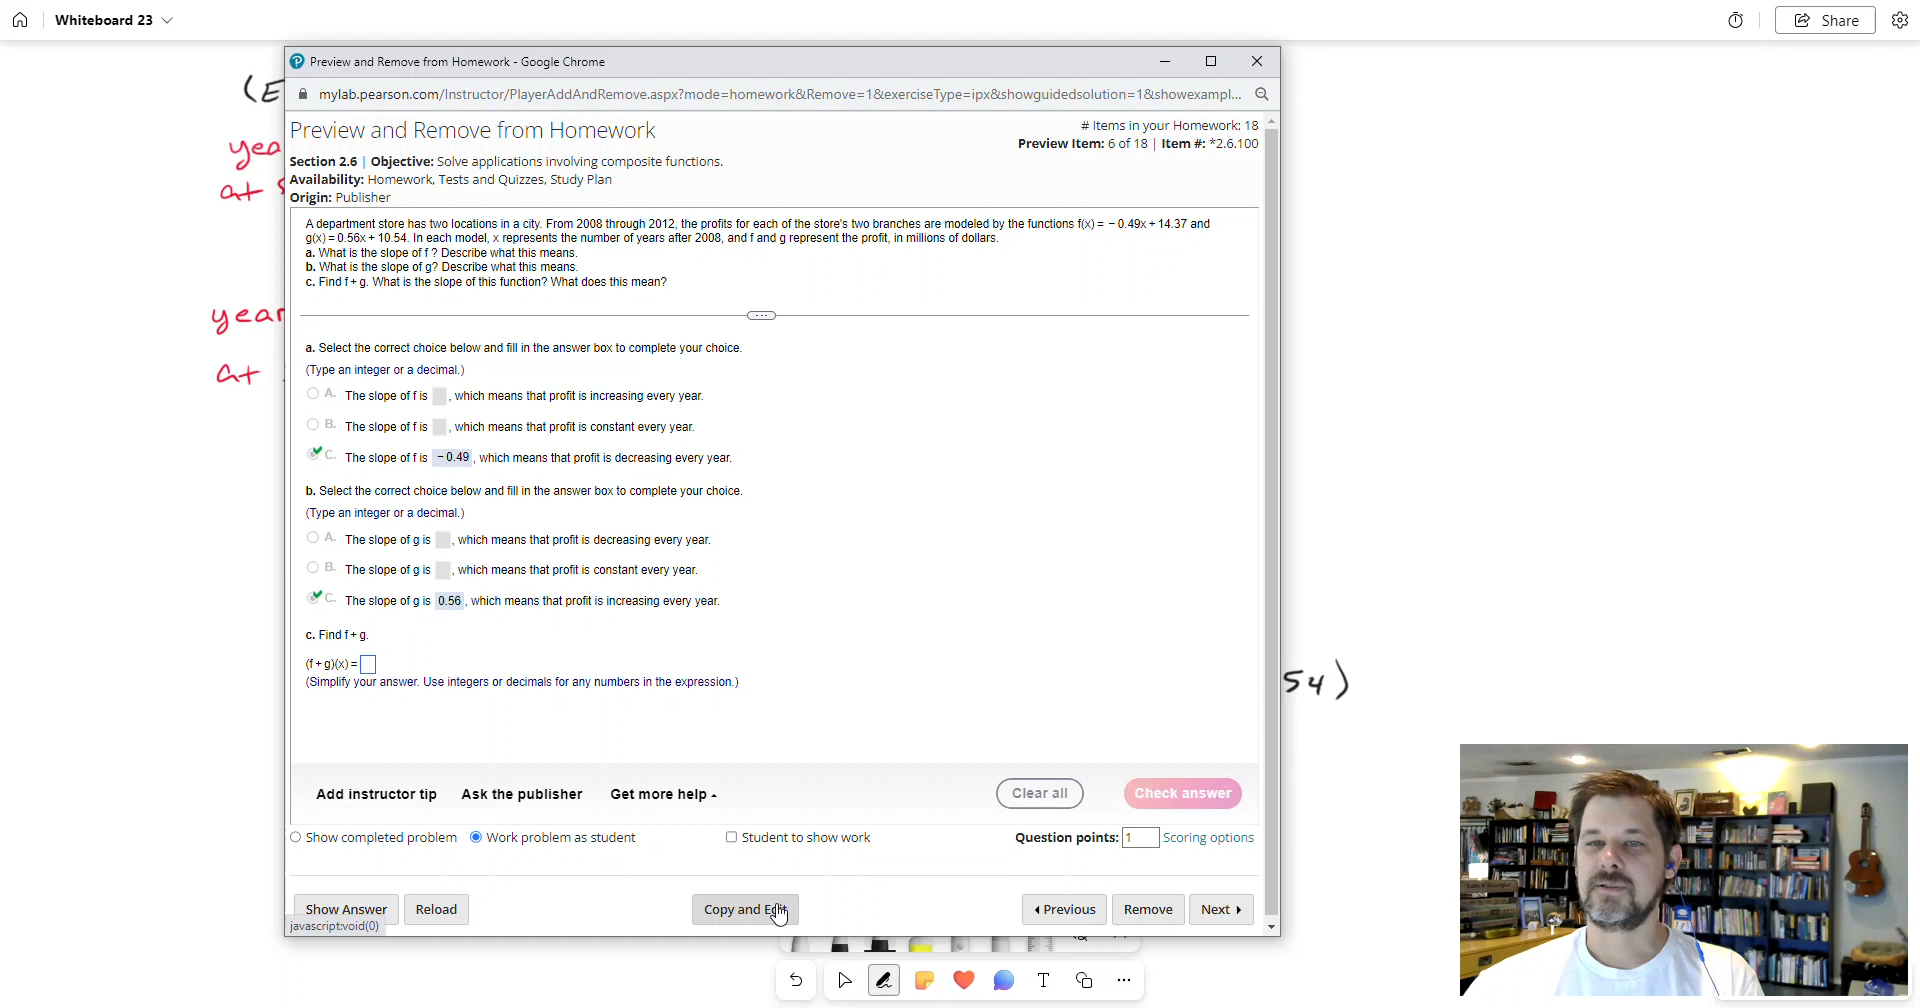 Whiteboard 23
Share
(E
yea
at
year
at
54)
Preview and Remove from Homework - Google Chrome
mylab.pearson.com/Instructor/PlayerAddAndRemove.aspx?mode=homework&Remove=1&exerciseType=ipx&showguidedsolution=1&showexampl...
Preview and Remove from Homework
# Items in your Homework: 18
Preview Item: 6 of 18 | Item #: *2.6.100
Section 2.6 | Objective: Solve applications involving composite functions.
Availability: Homework, Tests and Quizzes, Study Plan
Origin: Publisher
A department store has two locations in a city. From 2008 through 2012, the profits for each of the store's two branches are modeled by the functions f(x) = − 0.49x + 14.37 and
g(x) = 0.56x + 10.54. In each model, x represents the number of years after 2008, and f and g represent the profit, in millions of dollars.
a. What is the slope of f ? Describe what this means.
b. What is the slope of g? Describe what this means.
c. Find f + g. What is the slope of this function? What does this mean?
a. Select the correct choice below and fill in the answer box to complete your choice.
(Type an integer or a decimal.)
A. The slope of f is , which means that profit is increasing every year.
B. The slope of f is , which means that profit is constant every year.
C. The slope of f is − 0.49 , which means that profit is decreasing every year.
b. Select the correct choice below and fill in the answer box to complete your choice.
(Type an integer or a decimal.)
A. The slope of g is , which means that profit is decreasing every year.
B. The slope of g is , which means that profit is constant every year.
C. The slope of g is 0.56 , which means that profit is increasing every year.
c. Find f + g.
(f + g)(x) =
(Simplify your answer. Use integers or decimals for any numbers in the expression.)
Add instructor tip Ask the publisher Get more help
Clear all Check answer
Show completed problem Work problem as student Student to show work Question points: 1 Scoring options
Show Answer Reload Copy and Edit Previous Remove Next
javascript:void(0)